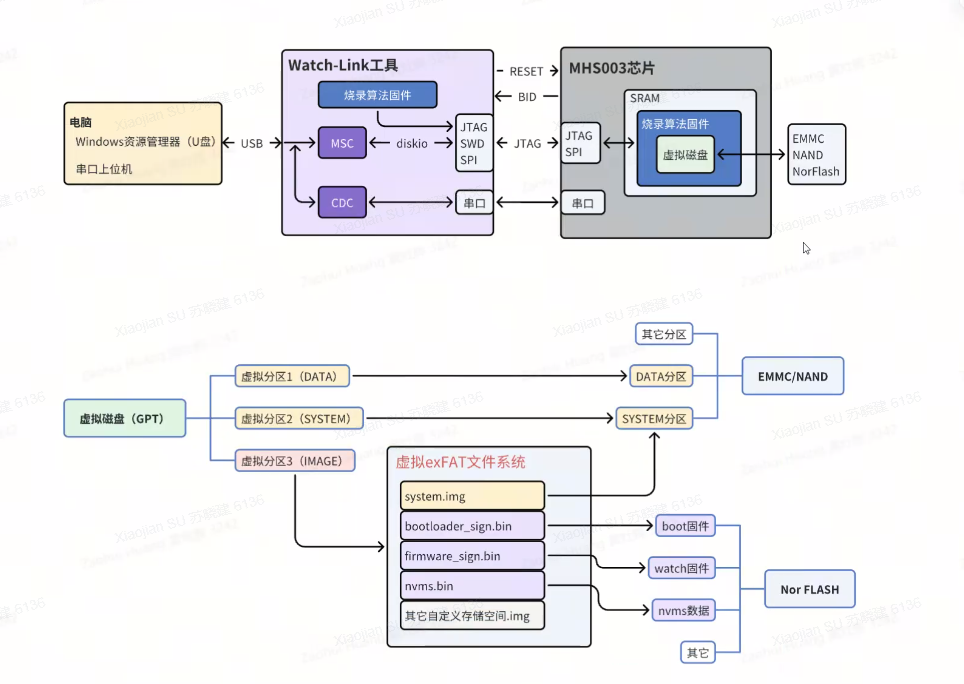 Watch-Link工具
MHS003芯片
RESET
BID
烧录算法固件
SRAM
电脑
Windows资源管理器（U盘）
串口上位机
USB
MSC
diskio
JTAG
SWD
SPI
JTAG
JTAG
SPI
烧录算法固件
虚拟磁盘
EMMC
NAND
NorFlash
CDC
串口
串口
其它分区
虚拟分区1（DATA）
DATA分区
EMMC/NAND
虚拟磁盘（GPT）
虚拟分区2（SYSTEM）
SYSTEM分区
虚拟分区3（IMAGE）
虚拟exFAT文件系统
system.img
bootloader_sign.bin
boot固件
firmware_sign.bin
watch固件
nvms.bin
Nor FLASH
nvms数据
其它自定义存储空间.img
其它
Xiaojian SU 苏晓建 6136